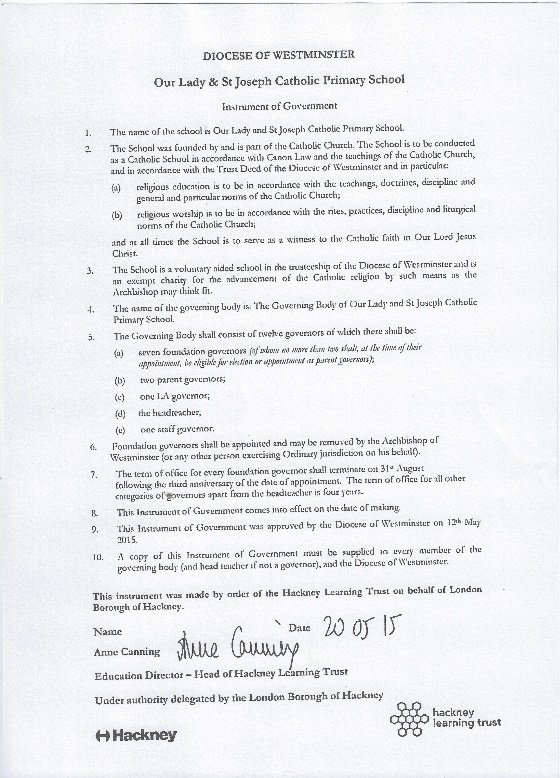 DIOCESE OF WESTMINSTER
Our Lady & St Joseph Catholic Primary School
Instrument of Government
1. The name of the school is Our Lady and St Joseph Catholic Primary School.
2. The School was founded by and is part of the Catholic Church. The School is to be conducted
as a Catholic School in accordance with Canon Law and the teachings of the Catholic Church,
and in accordance with the Trust Deed of the Diocese of Westminster and in particular:
(a) religious education is to be in accordance with the teachings, doctrines, discipline and
general and particular norms of the Catholic Church;
(b) religious worship is to be in accordance with the rites, practices, discipline and liturgical
norms of the Catholic Church;
and at all times the School is to serve as a witness to the Catholic faith in Our Lord Jesus
Christ.
3. The School is a voluntary aided school in the trusteeship of the Diocese of Westminster and is
an exempt charity for the advancement of the Catholic religion by such means as the
Archbishop may think fit.
4. The name of the governing body is: The Governing Body of Our Lady and St Joseph Catholic
Primary School.
5. The Governing Body shall consist of twelve governors of which there shall be:
(a) seven foundation governors (of whom no more than two shall, at the time of their
appointment, be eligible for election or appointment as parent governors);
(b) two parent governors;
(c) one LA governor;
(d) the headteacher;
(e) one staff governor.
6. Foundation governors shall be appointed and may be removed by the Archbishop of
Westminster (or any other person exercising Ordinary jurisdiction on his behalf).
7. The term of office for every foundation governor shall terminate on 31st August
following the third anniversary of the date of appointment. The term of office for all other
categories of governors apart from the headteacher is four years.
8. This Instrument of Government comes into effect on the date of making.
9. This Instrument of Government was approved by the Diocese of Westminster on 12th May
2015.
10. A copy of this Instrument of Government must be supplied to every member of the
governing body (and head teacher if not a governor), and the Diocese of Westminster.
This instrument was made by order of the Hackney Learning Trust on behalf of London
Borough of Hackney.
Name Date 20 05 15
Anne Canning Anne Canning
Education Director – Head of Hackney Learning Trust
Under authority delegated by the London Borough of Hackney
Hackney
hackney
learning trust